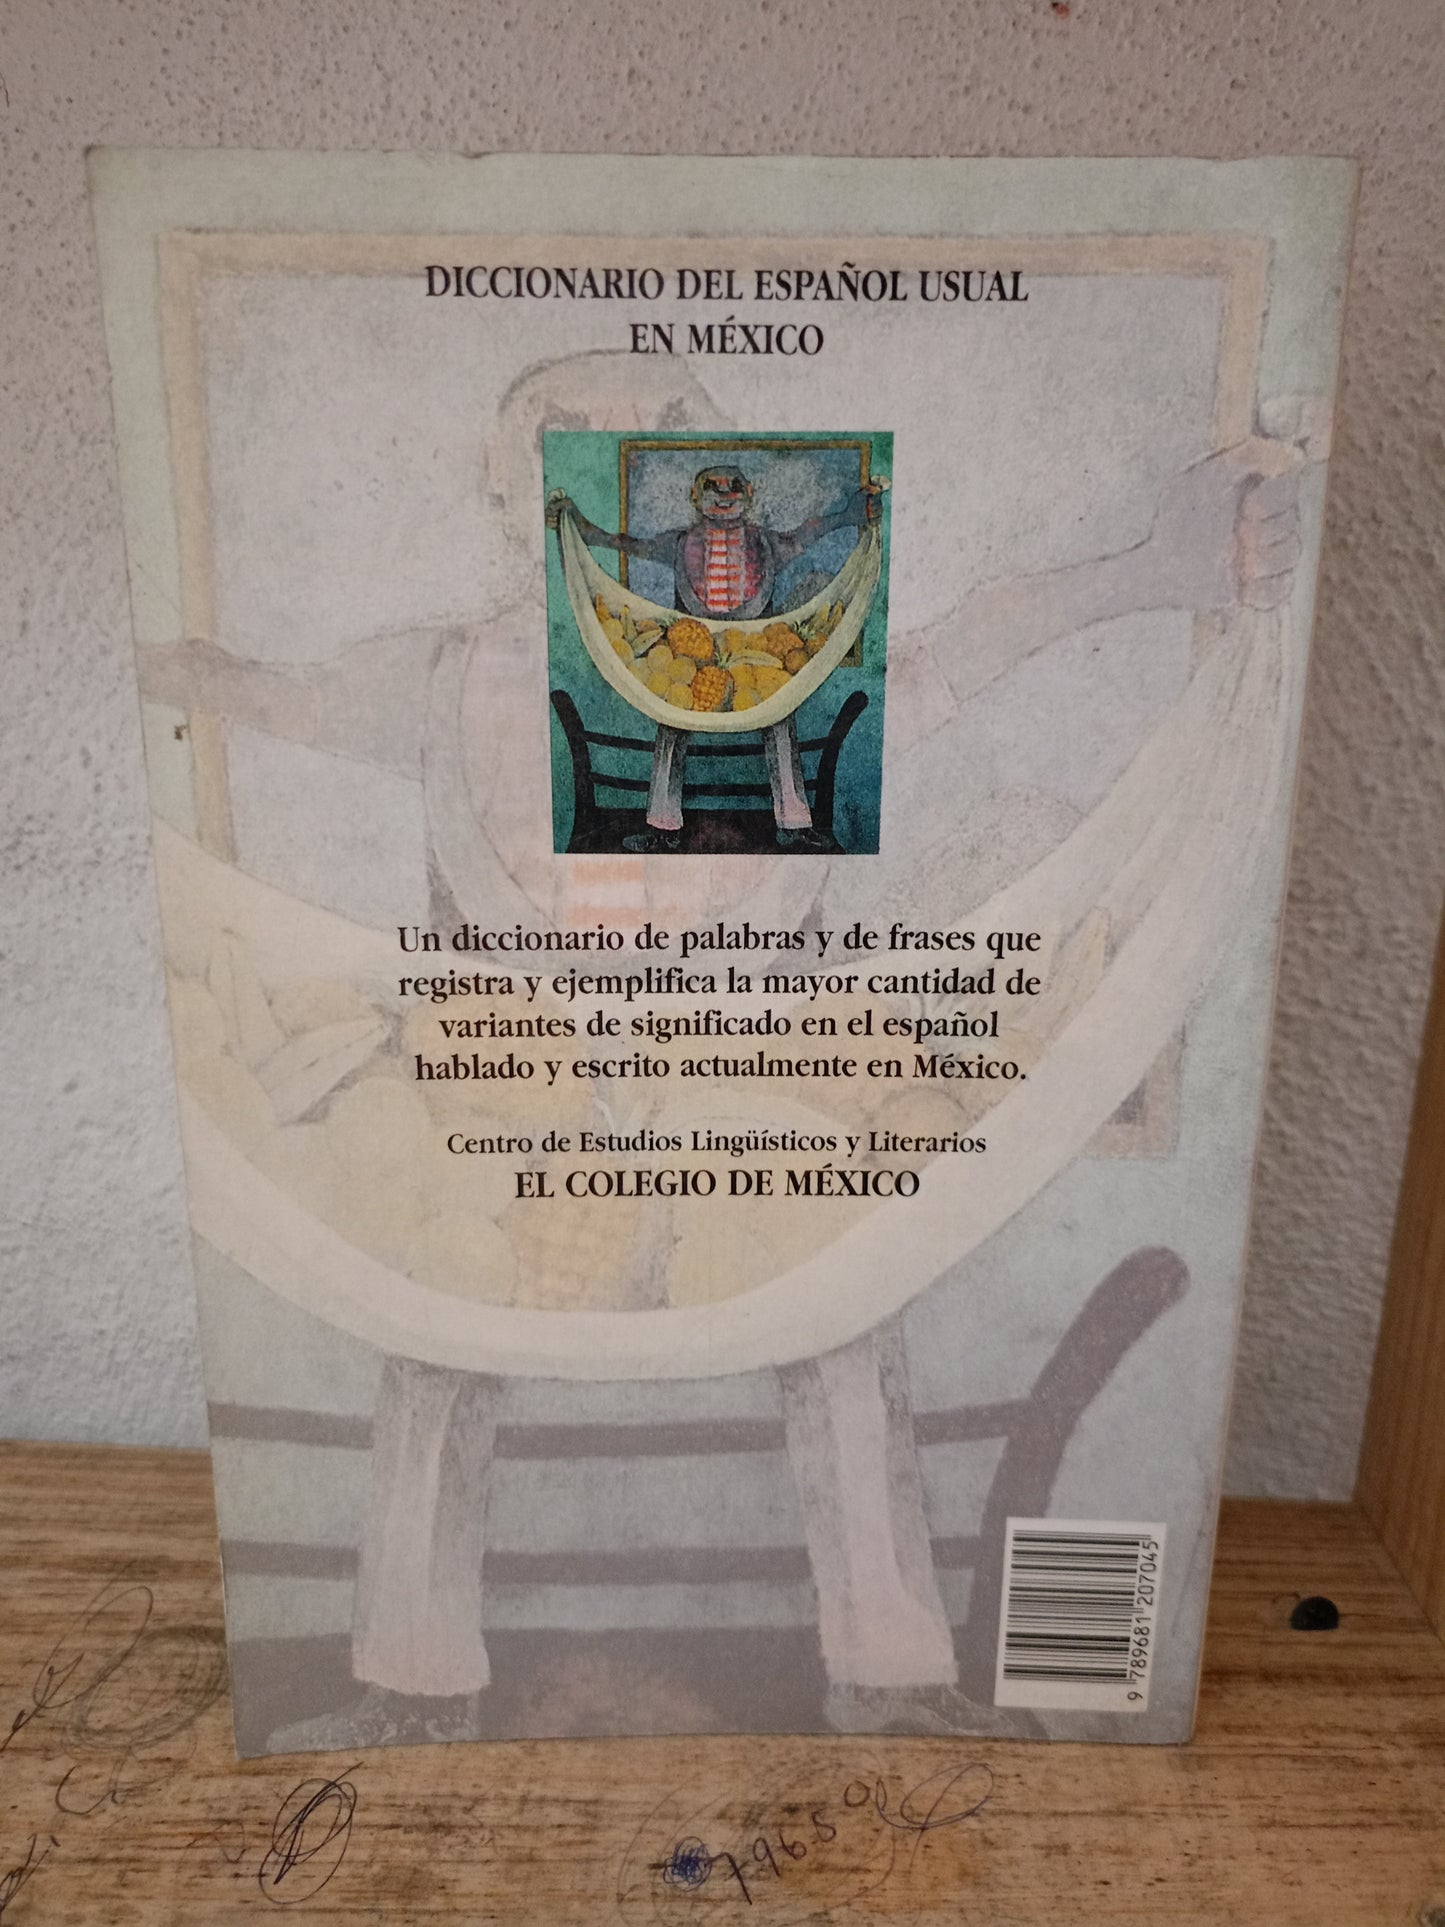 DICCIONARIO DEL ESPAÑOL USUAL
EN MÉXICO
Un diccionario de palabras y de frases que
registra y ejemplifica la mayor cantidad de
variantes de significado en el español
hablado y escrito actualmente en México.
Centro de Estudios Lingüísticos y Literarios
EL COLEGIO DE MÉXICO
9 789681 207045